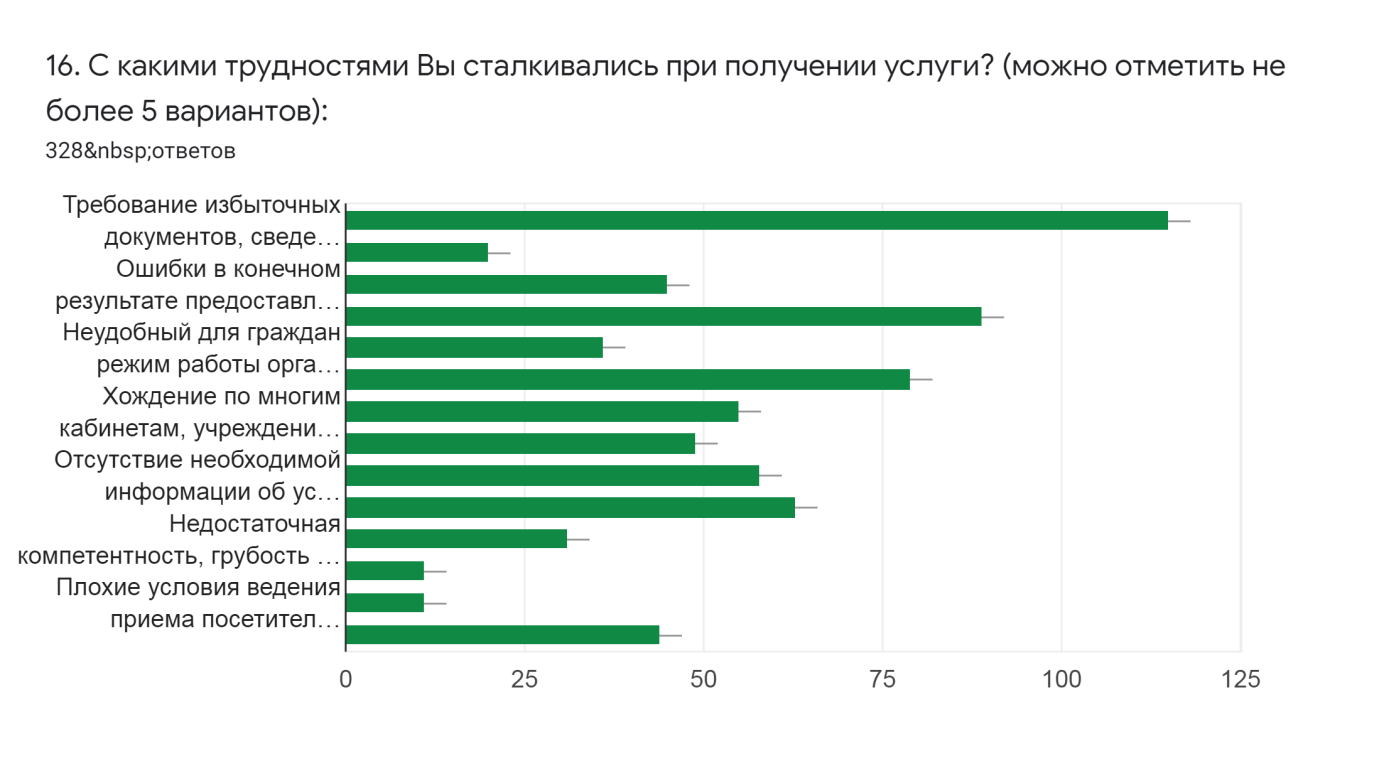 16. С какими трудностями Вы сталкивались при получении услуги? (можно отметить не
более 5 вариантов):
328&nbsp;ответов
Требование избыточных
документов, сведе…
Ошибки в конечном
результате предоставл…
Неудобный для граждан
режим работы орга…
Хождение по многим
кабинетам, учреждени…
Отсутствие необходимой
информации об ус…
Недостаточная
компетентность, грубость …
Плохие условия ведения
приема посетител…
0 25 50 75 100 125